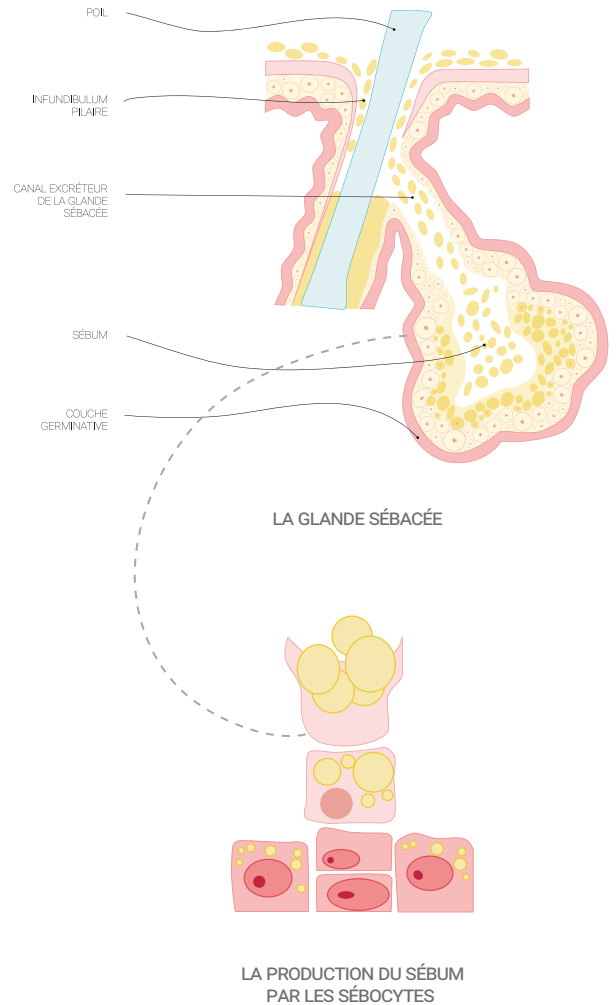 POIL
INFUNDIBULUM
PILAIRE
CANAL EXCRÉTEUR
DE LA GLANDE
SÉBACÉE
SÉBUM
COUCHE
GERMINATIVE
LA GLANDE SÉBACÉE
LA PRODUCTION DU SÉBUM
PAR LES SÉBOCYTES